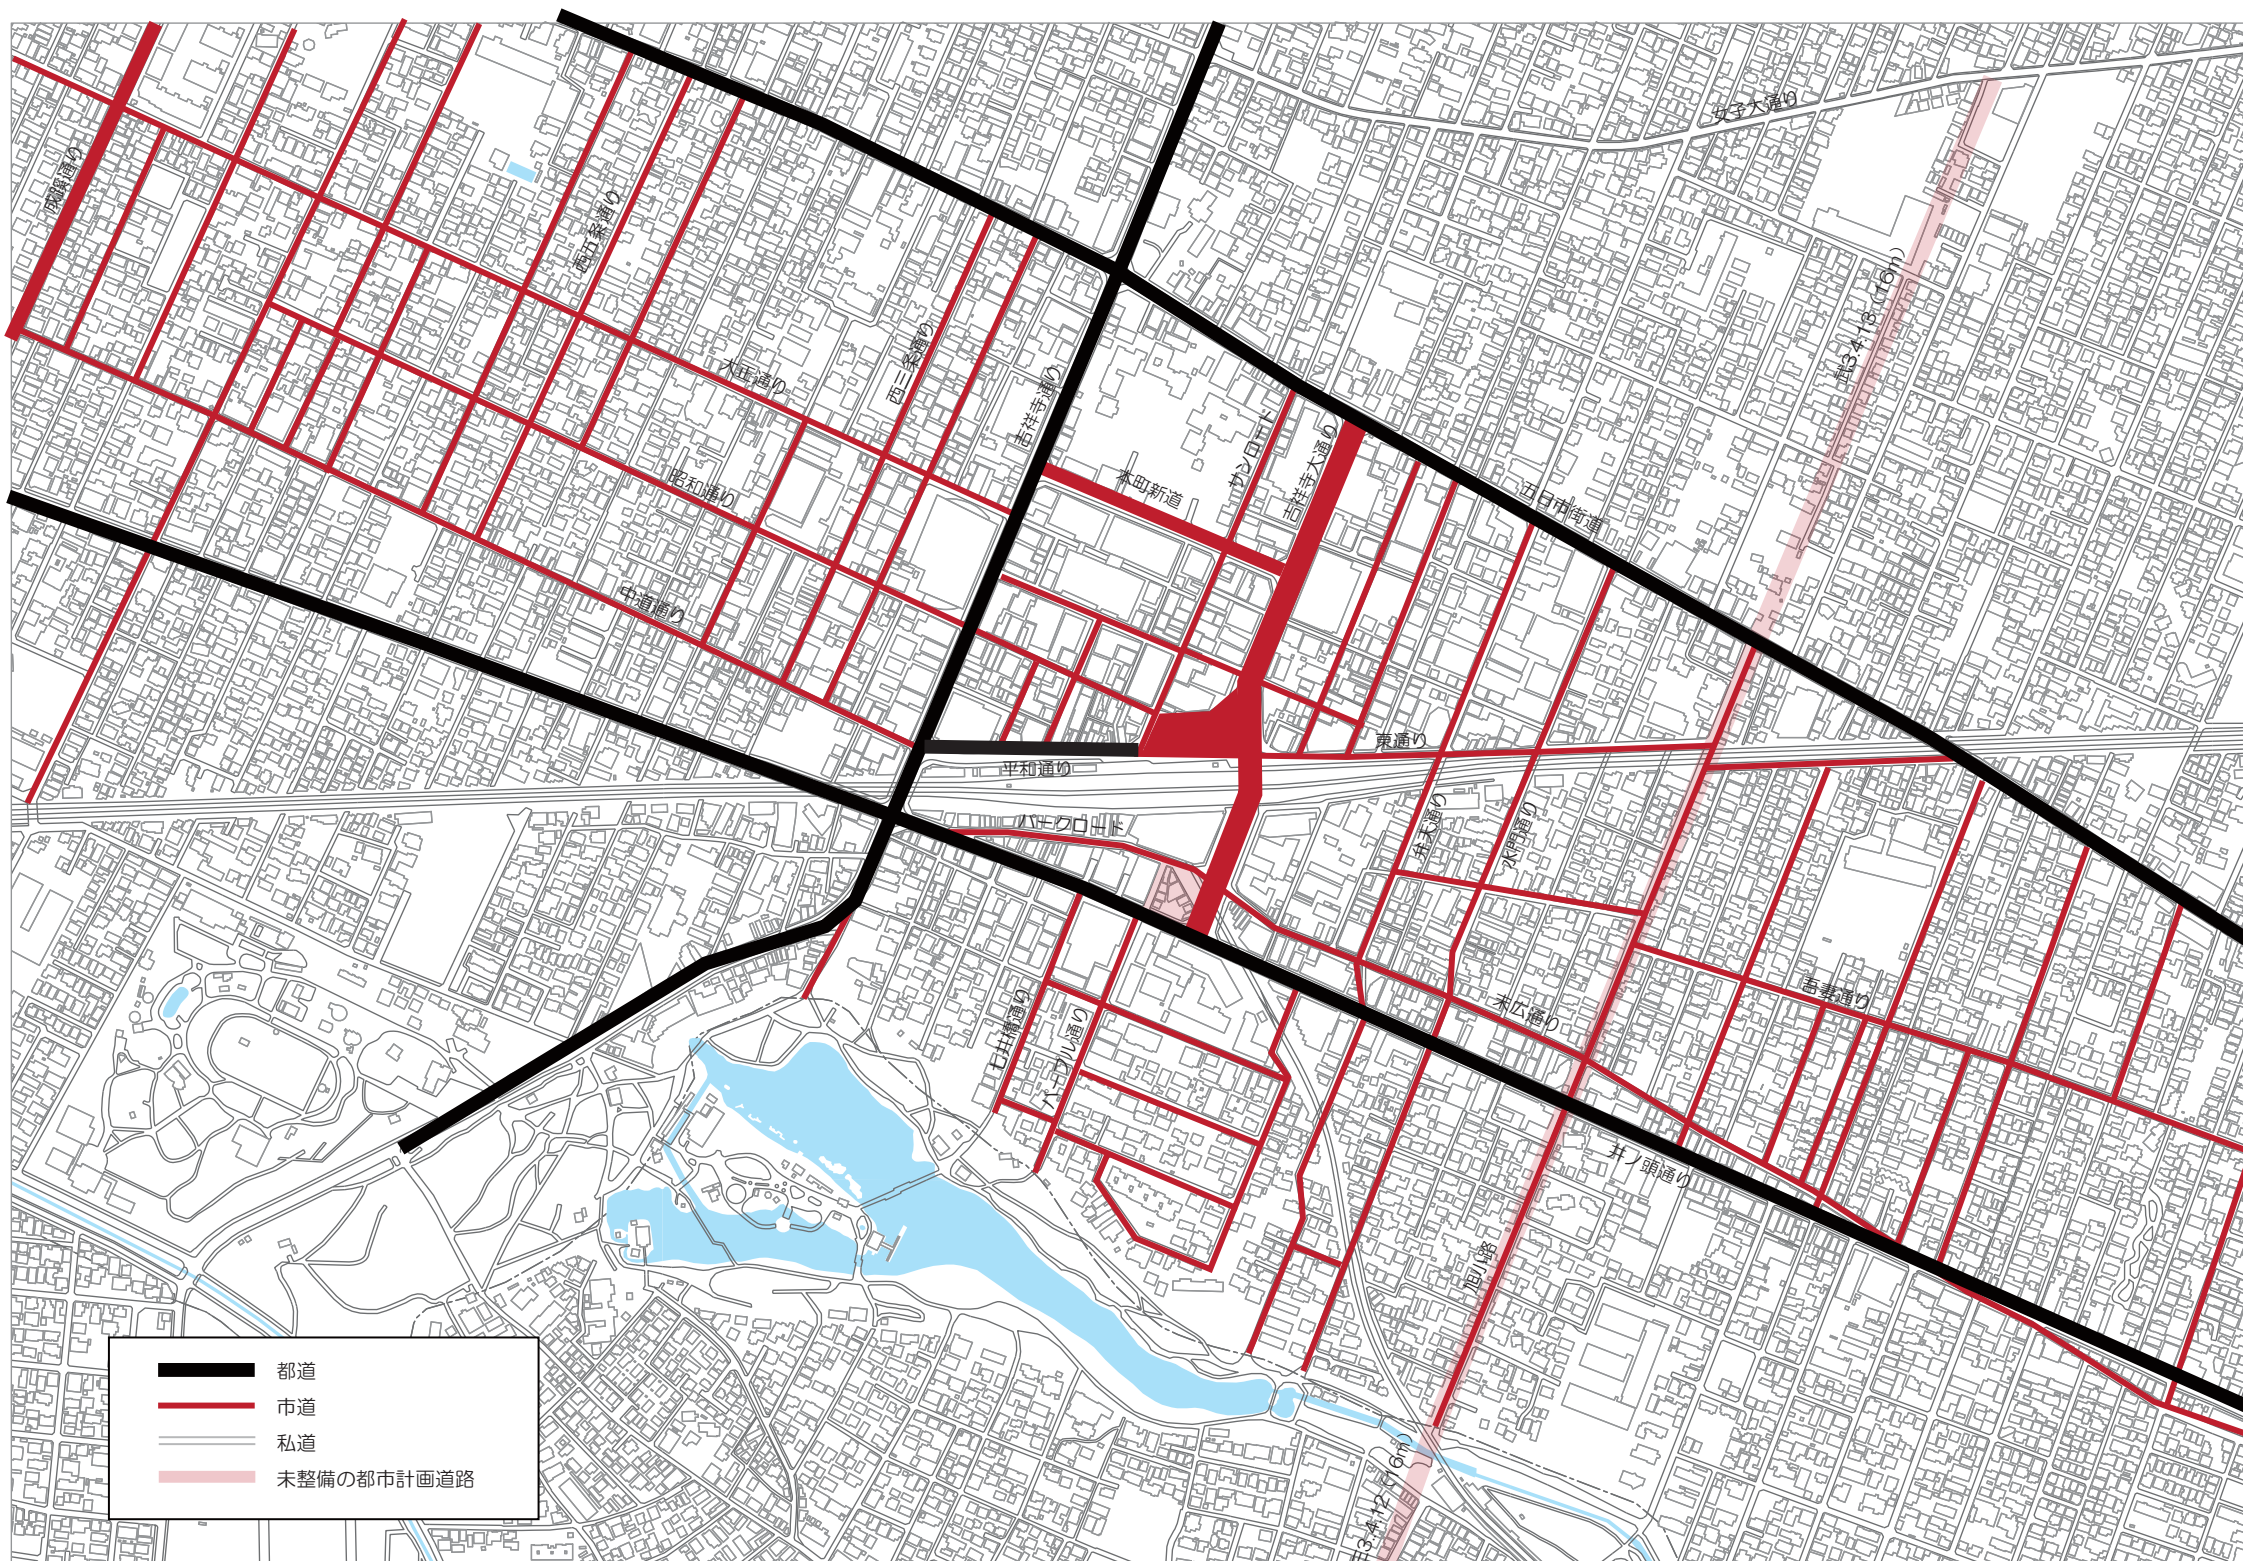 女子大通り
成蹊通り
西五条通り
武3・4・13（16m）
西三条通り
大正通り
吉祥寺通り
サンロード
吉祥寺大通り
本町新道
昭和通り
五日市街道
中道通り
東通り
平和通り
パークロード
弁天通り
水門通り
吾妻通り
末広通り
七井橋通り
パープル通り
井ノ頭通り
旭小路
3・4・12（16m）
都道
市道
私道
未整備の都市計画道路